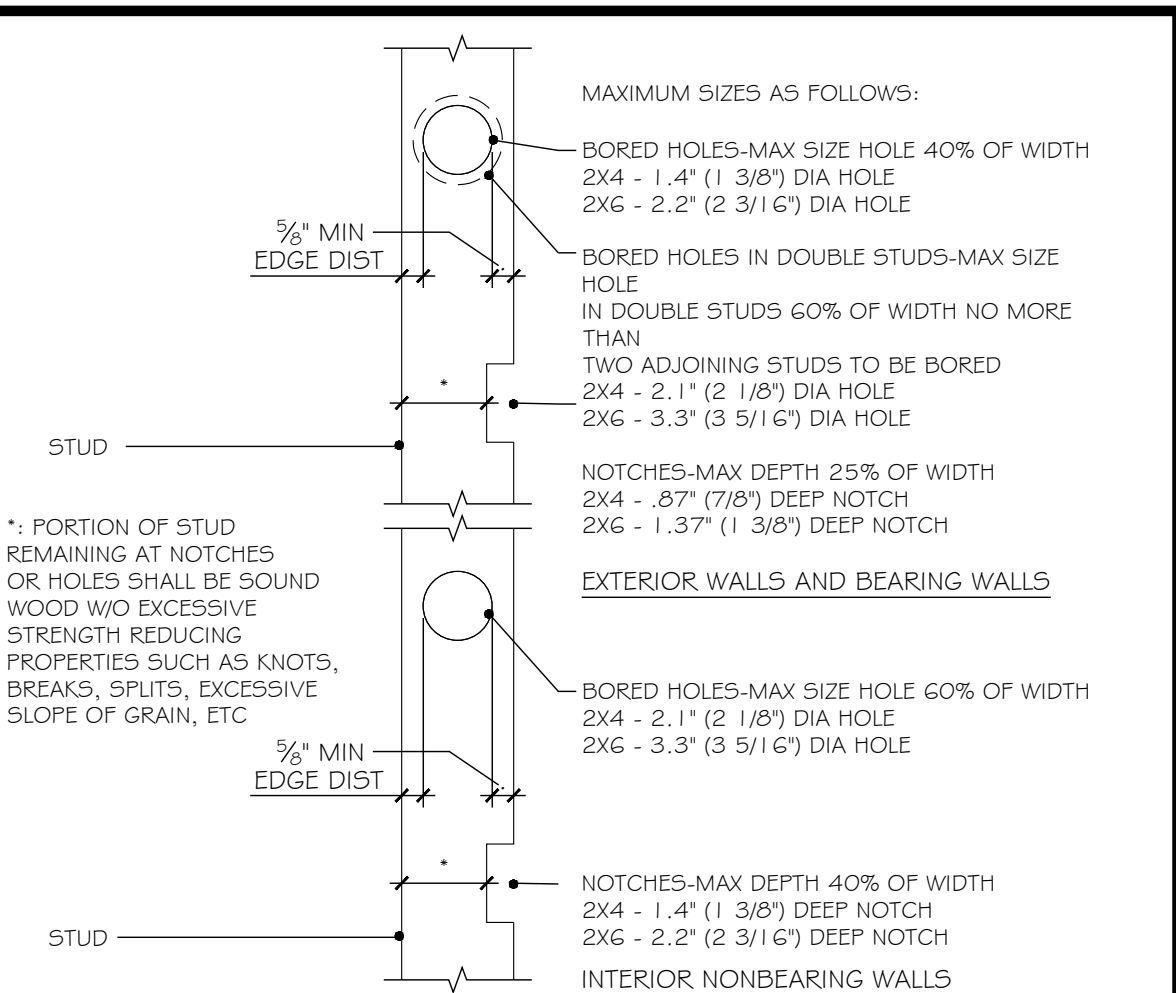 MAXIMUM SIZES AS FOLLOWS:
BORED HOLES-MAX SIZE HOLE 40% OF WIDTH
2X4 - 1.4" (1 3/8") DIA HOLE
2X6 - 2.2" (2 3/16") DIA HOLE
5/8" MIN
EDGE DIST
BORED HOLES IN DOUBLE STUDS-MAX SIZE
HOLE
IN DOUBLE STUDS 60% OF WIDTH NO MORE
THAN
TWO ADJOINING STUDS TO BE BORED
2X4 - 2.1" (2 1/8") DIA HOLE
2X6 - 3.3" (3 5/16") DIA HOLE
*
STUD
NOTCHES-MAX DEPTH 25% OF WIDTH
2X4 - .87" (7/8") DEEP NOTCH
2X6 - 1.37" (1 3/8") DEEP NOTCH
EXTERIOR WALLS AND BEARING WALLS
*: PORTION OF STUD
REMAINING AT NOTCHES
OR HOLES SHALL BE SOUND
WOOD W/O EXCESSIVE
STRENGTH REDUCING
PROPERTIES SUCH AS KNOTS,
BREAKS, SPLITS, EXCESSIVE
SLOPE OF GRAIN, ETC
BORED HOLES-MAX SIZE HOLE 60% OF WIDTH
2X4 - 2.1" (2 1/8") DIA HOLE
2X6 - 3.3" (3 5/16") DIA HOLE
5/8" MIN
EDGE DIST
*
NOTCHES-MAX DEPTH 40% OF WIDTH
2X4 - 1.4" (1 3/8") DEEP NOTCH
2X6 - 2.2" (2 3/16") DEEP NOTCH
STUD
INTERIOR NONBEARING WALLS